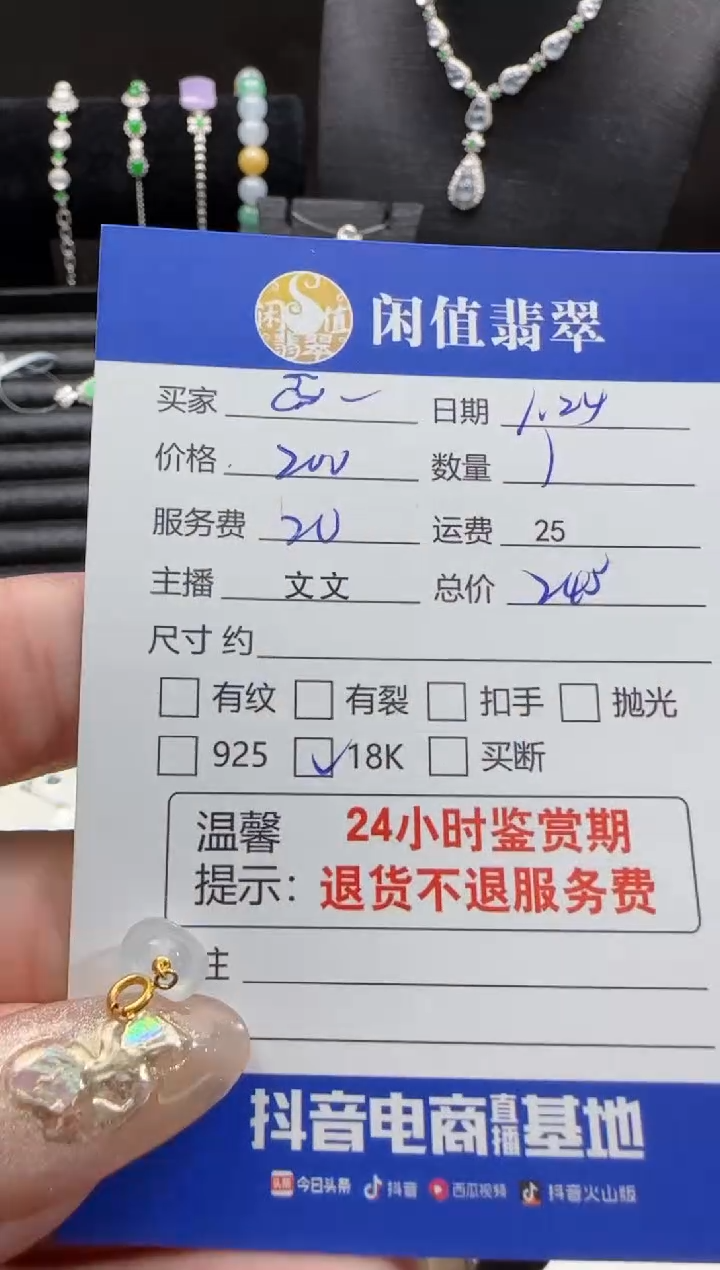 闲值翡翠
闲值翡翠
买家 日期 1.24
价格 200 数量 1
服务费 20 运费 25
主播 文文 总价 245
尺寸 约
有纹 有裂 扣手 抛光
925 18K 买断
温馨 24小时鉴赏期
提示：退货不退服务费
主
抖音电商直播基地
头条 今日头条 抖音 西瓜视频 抖音火山版